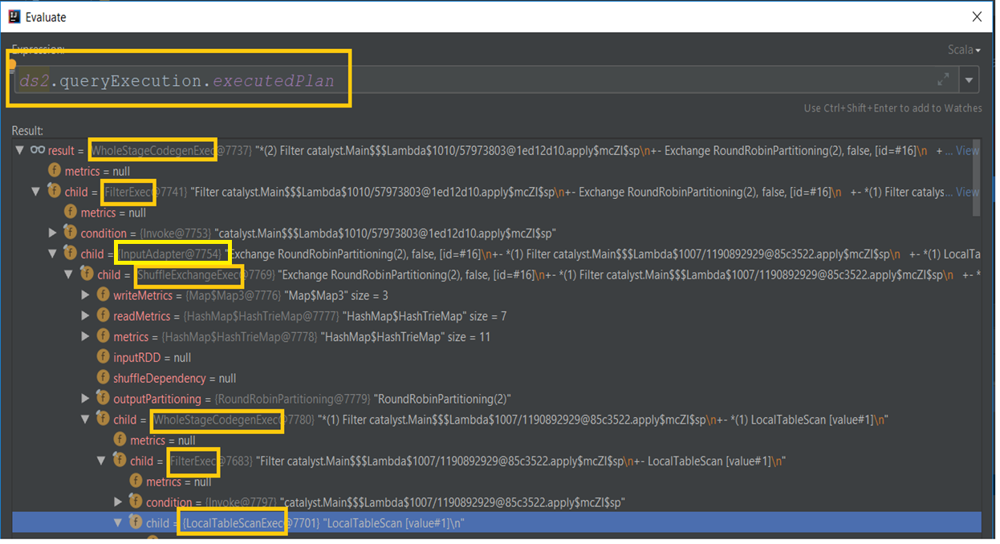 Evaluate
Expression:
Scala
ds2.queryExecution.executedPlan
Use Ctrl+Shift+Enter to add to Watches
Result:
result = {WholeStageCodegenExec@7737} "*(2) Filter catalyst.Main$$$Lambda$1010/57973803@1ed12d10.apply$mcZI$sp\n+- Exchange RoundRobinPartitioning(2), false, [id=#16]\n + ... View
metrics = null
child = {FilterExec@7741} "Filter catalyst.Main$$$Lambda$1010/57973803@1ed12d10.apply$mcZI$sp\n+- Exchange RoundRobinPartitioning(2), false, [id=#16]\n +- *(1) Filter catalys... View
metrics = null
condition = {Invoke@7753} "catalyst.Main$$$Lambda$1010/57973803@1ed12d10.apply$mcZI$sp"
child = {InputAdapter@7754} "Exchange RoundRobinPartitioning(2), false, [id=#16]\n+- *(1) Filter catalyst.Main$$$Lambda$1007/1190892929@85c3522.apply$mcZI$sp\n +- *(1) LocalTa
child = {ShuffleExchangeExec@7769} "Exchange RoundRobinPartitioning(2), false, [id=#16]\n+- *(1) Filter catalyst.Main$$$Lambda$1007/1190892929@85c3522.apply$mcZI$sp\n +- *
writeMetrics = {Map$Map3@7776} "Map$Map3" size = 3
readMetrics = {HashMap$HashTrieMap@7777} "HashMap$HashTrieMap" size = 7
metrics = {HashMap$HashTrieMap@7778} "HashMap$HashTrieMap" size = 11
inputRDD = null
shuffleDependency = null
outputPartitioning = {RoundRobinPartitioning@7779} "RoundRobinPartitioning(2)"
child = {WholeStageCodegenExec@7780} "*(1) Filter catalyst.Main$$$Lambda$1007/1190892929@85c3522.apply$mcZI$sp\n+- *(1) LocalTableScan [value#1]\n"
metrics = null
child = {FilterExec@7683} "Filter catalyst.Main$$$Lambda$1007/1190892929@85c3522.apply$mcZI$sp\n+- LocalTableScan [value#1]\n"
metrics = null
condition = {Invoke@7797} "catalyst.Main$$$Lambda$1007/1190892929@85c3522.apply$mcZI$sp"
child = {LocalTableScanExec@7701} "LocalTableScan [value#1]\n"